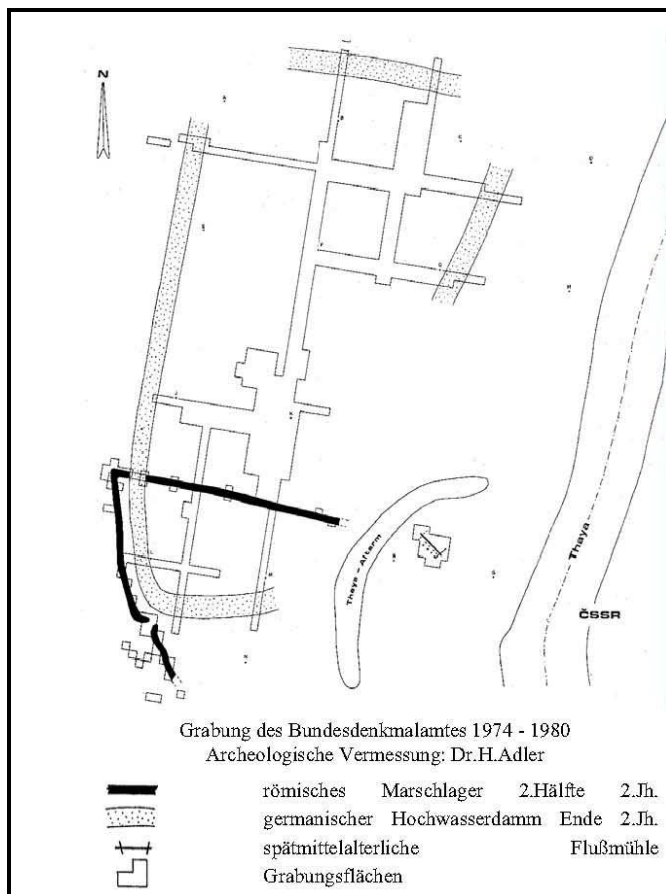 N
Thaya - Altarm
Thaya
ČSSR
Grabung des Bundesdenkmalamtes 1974 - 1980
Archeologische Vermessung: Dr.H.Adler
römisches Marschlager 2.Hälfte 2.Jh.
germanischer Hochwasserdamm Ende 2.Jh.
spätmittelalterliche Flußmühle
Grabungsflächen